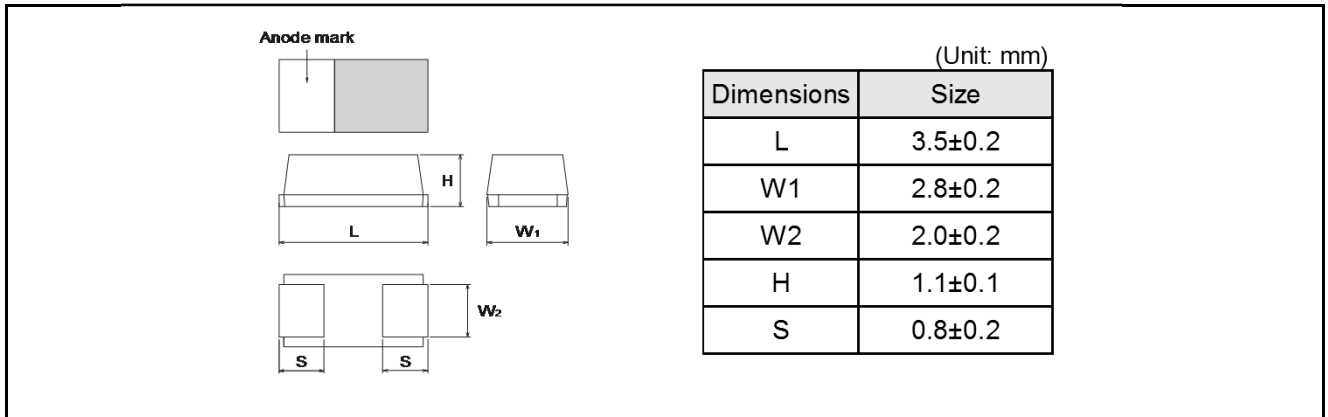 Anode mark
H
L
W1
W2
S S
(Unit: mm)
Dimensions Size
L 3.5±0.2
W1 2.8±0.2
W2 2.0±0.2
H 1.1±0.1
S 0.8±0.2